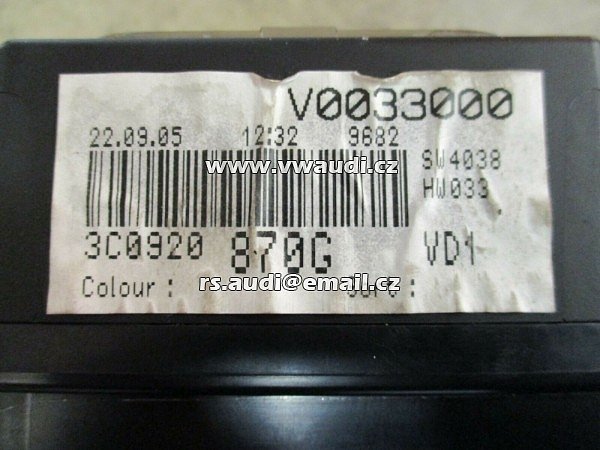 V0033000
22.09.05 12:32 9682
www.vwaudi.cz
SW4038
HW033
3C0920 870G VD1
rs.audi@email.cz
Colour :